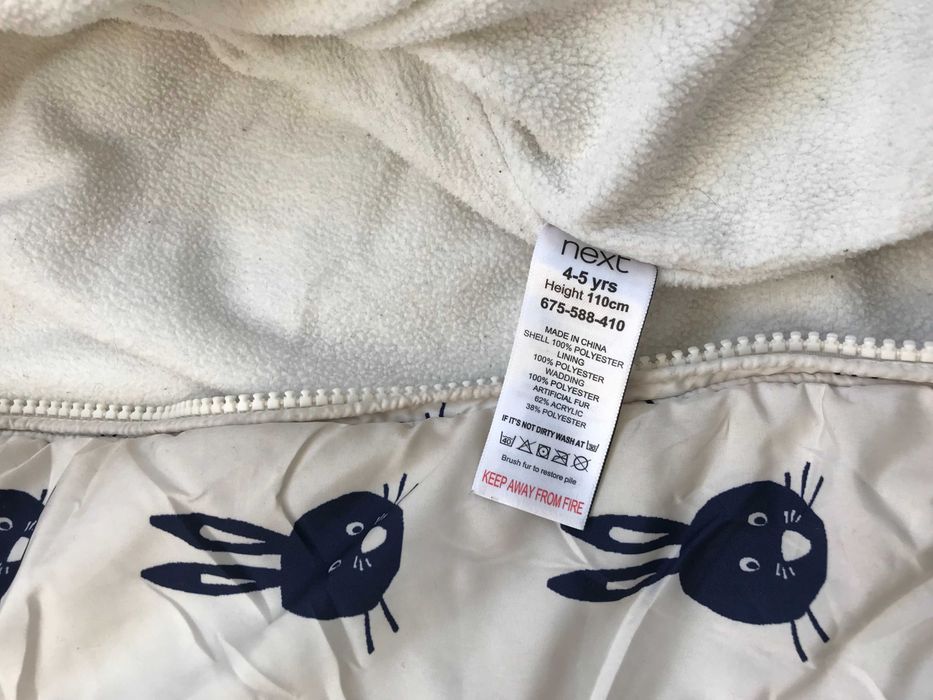 next
4-5 yrs
Height 110cm
675-588-410
MADE IN CHINA
SHELL 100% POLYESTER
LINING
100% POLYESTER
WADDING
100% POLYESTER
ARTIFICIAL FUR
62% ACRYLIC
38% POLYESTER
IF IT'S NOT DIRTY WASH AT 30
40
Brush fur to restore pile
KEEP AWAY FROM FIRE